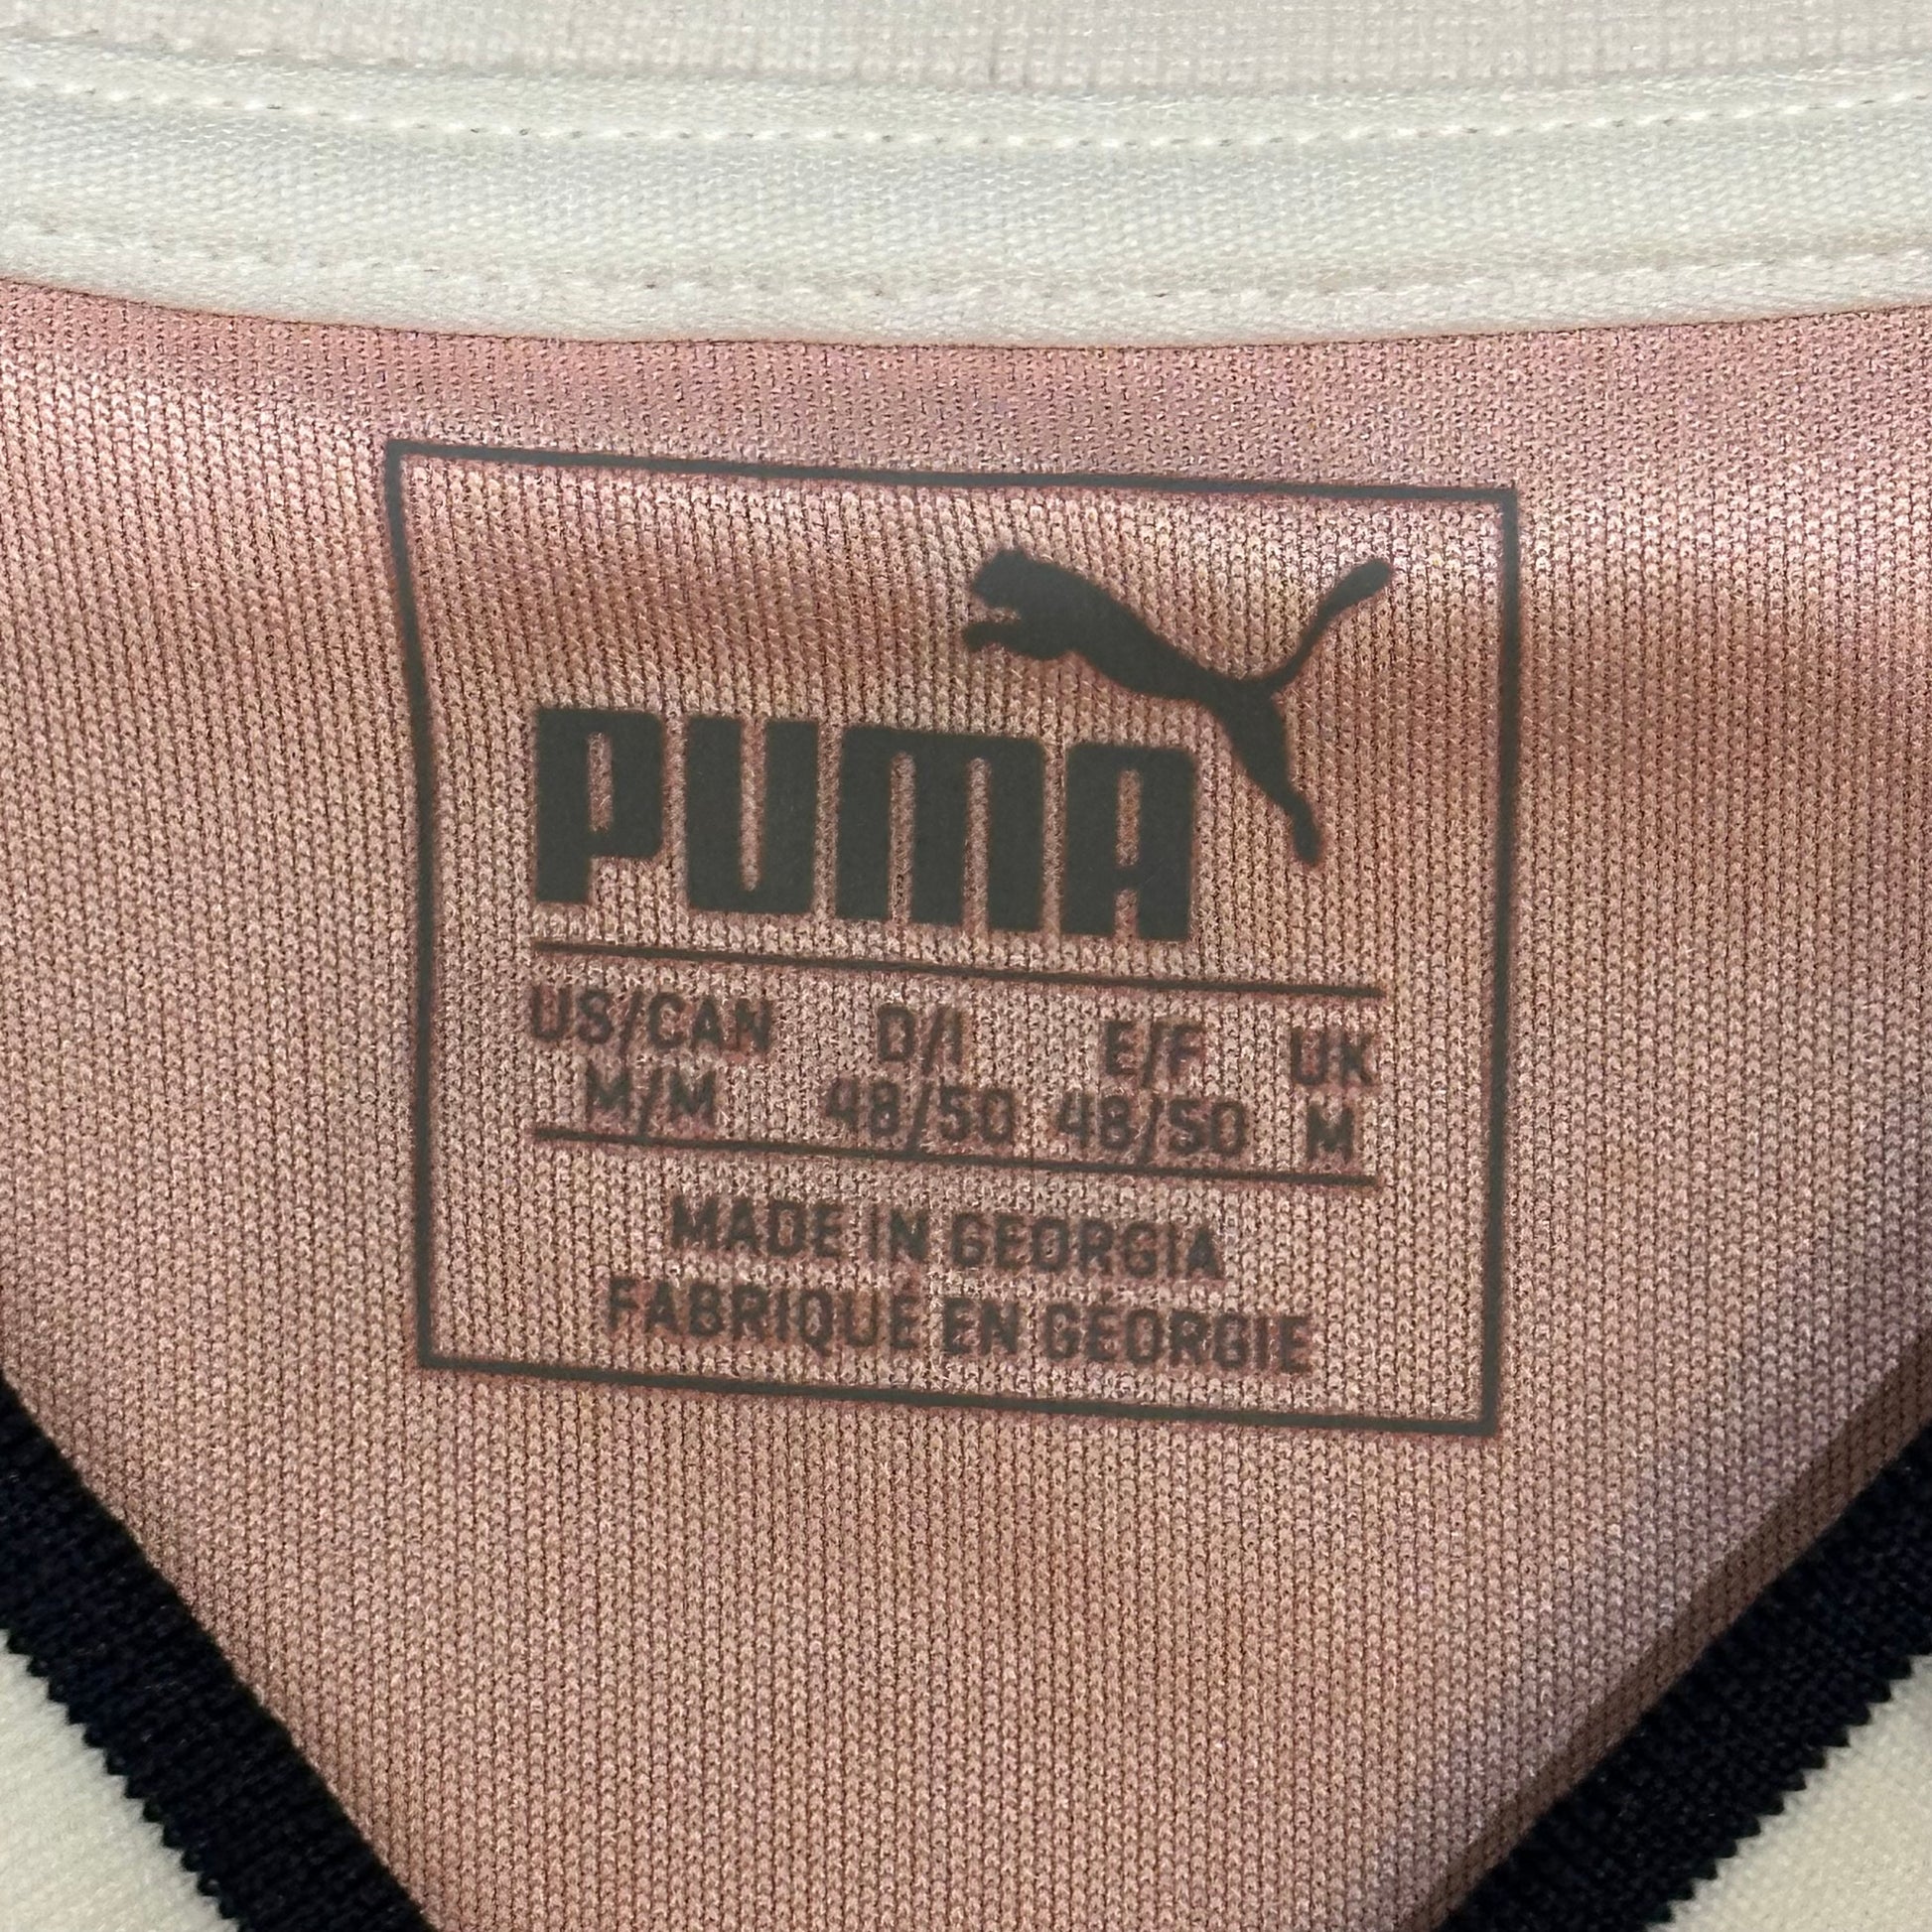 PUMA
US/CAN D/I E/F UK
M/M 48/50 48/50 M
MADE IN GEORGIA
FABRIQUÉ EN GÉORGIE